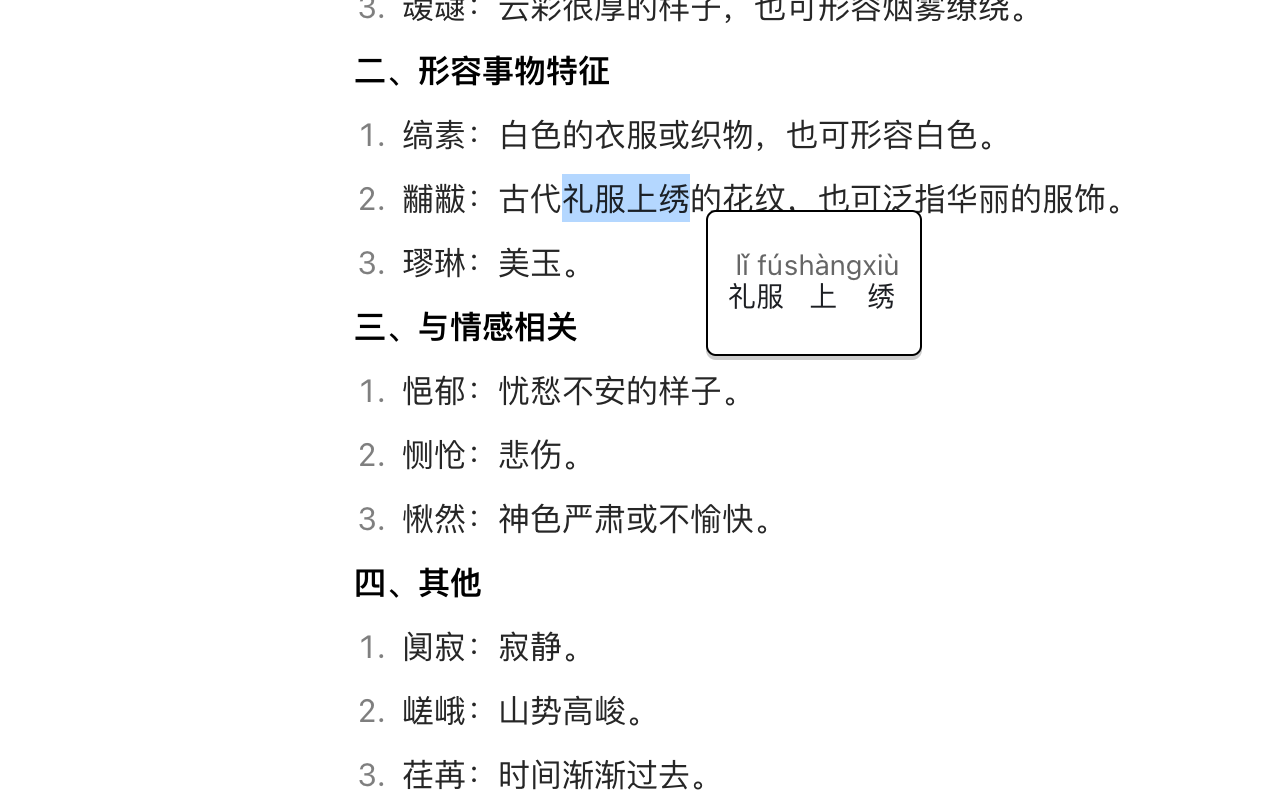 3. 叆叇：云彩很厚的样子，也可形容烟雾缭绕。
二、形容事物特征
1. 缟素：白色的衣服或织物，也可形容白色。
2. 黼黻：古代礼服上绣的花纹，也可泛指华丽的服饰。
lǐ fúshàngxiù
礼服 上 绣
3. 璆琳：美玉。
三、与情感相关
1. 悒郁：忧愁不安的样子。
2. 恻怆：悲伤。
3. 愀然：神色严肃或不愉快。
四、其他
1. 阒寂：寂静。
2. 嵯峨：山势高峻。
3. 荏苒：时间渐渐过去。